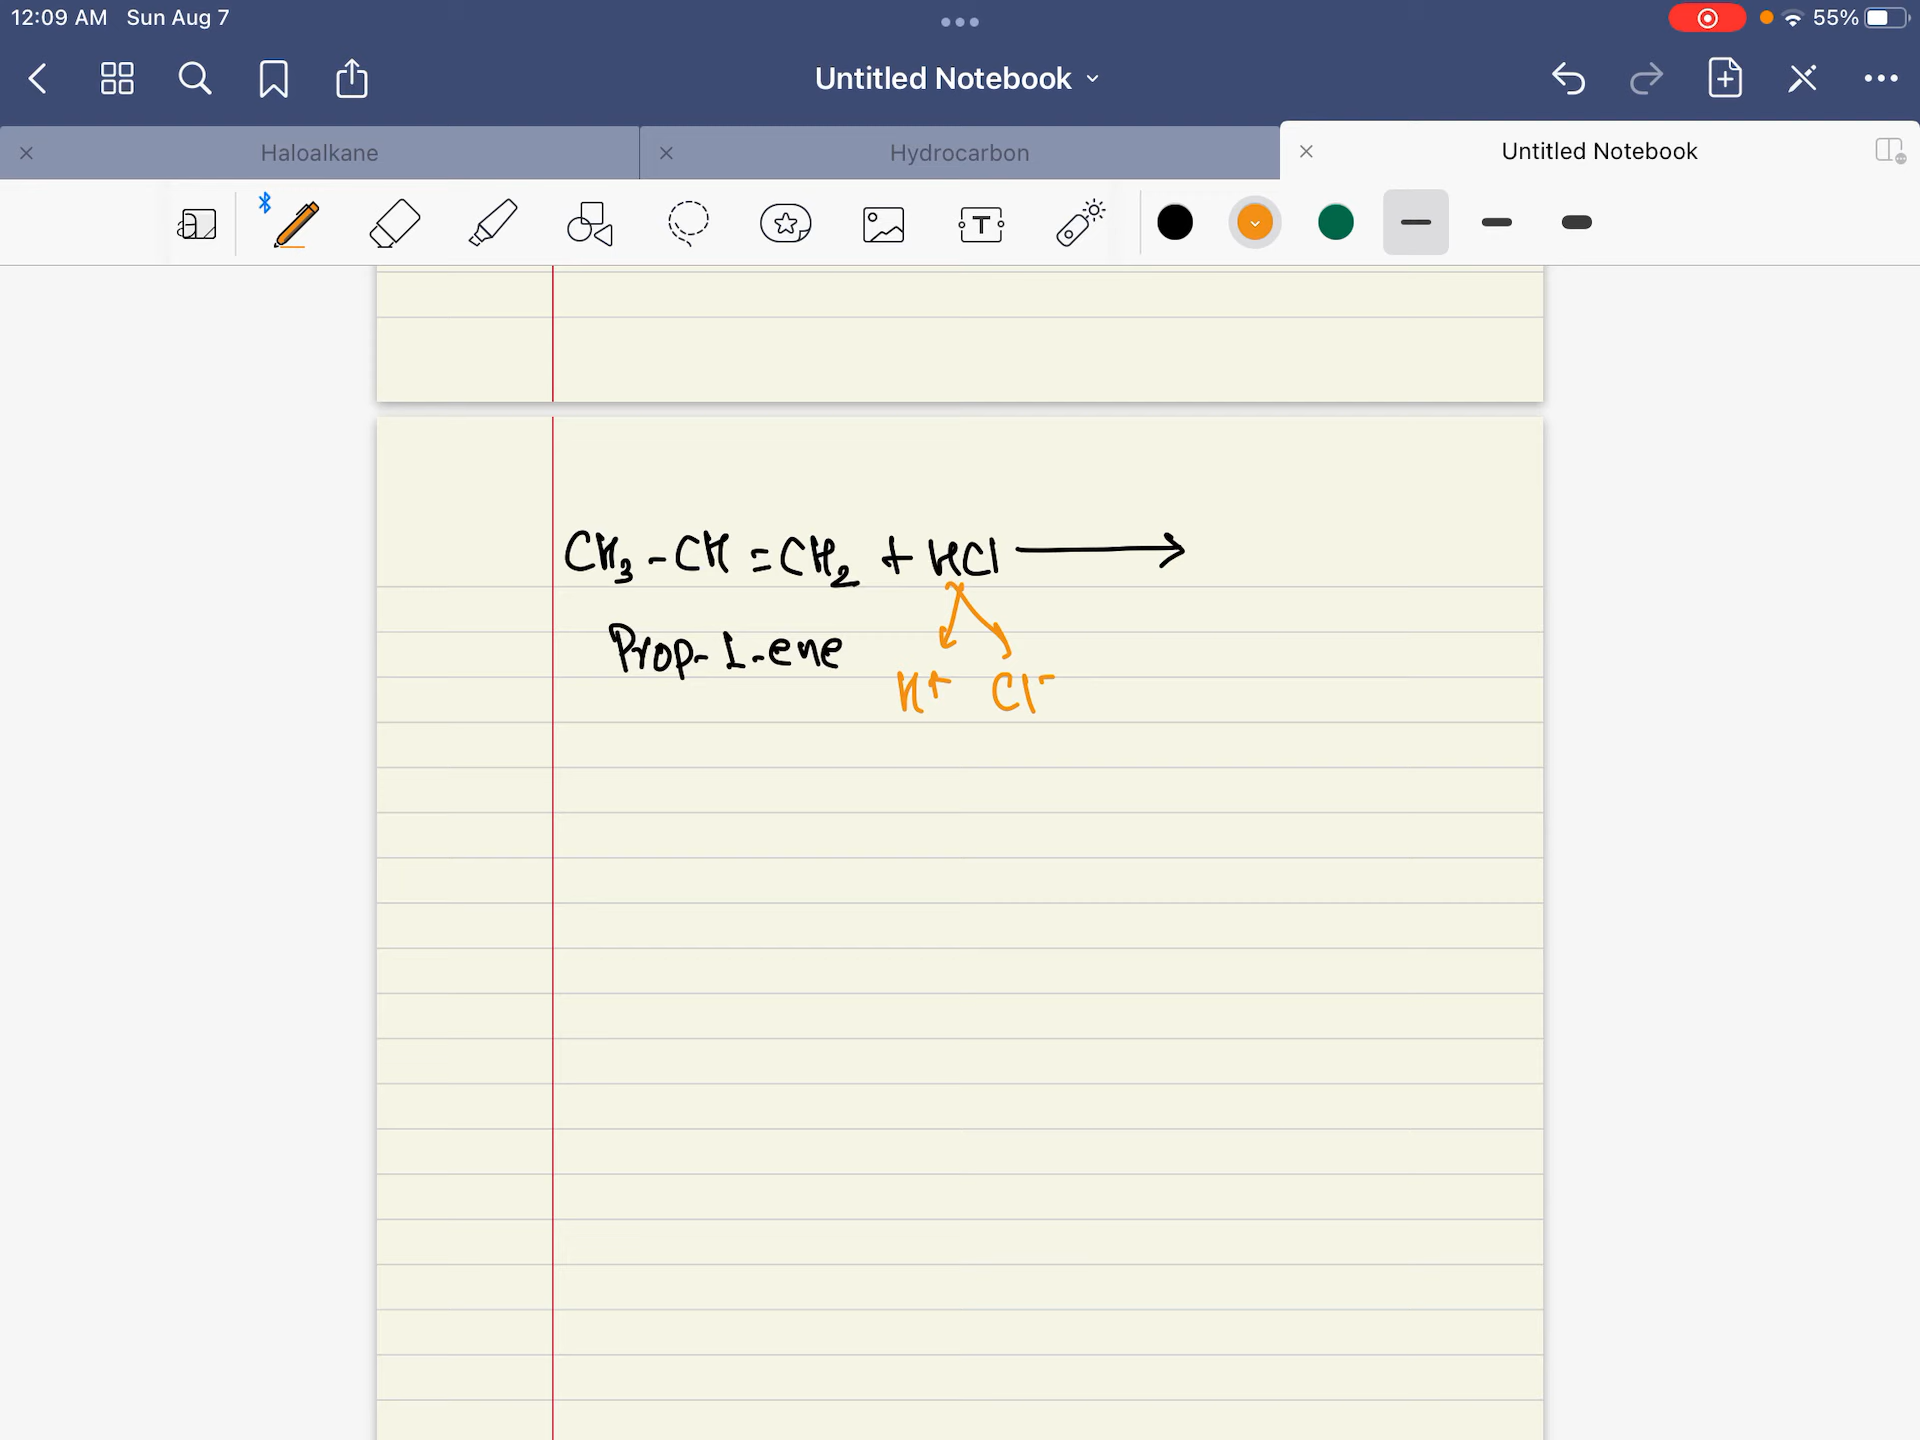 12:09 AM Sun Aug 7
55%
Untitled Notebook
Haloalkane
Hydrocarbon
Untitled Notebook
T
CH₃-CH=CH₂ + HCl ⟶
Prop-1-ene
H⁺ Cl⁻